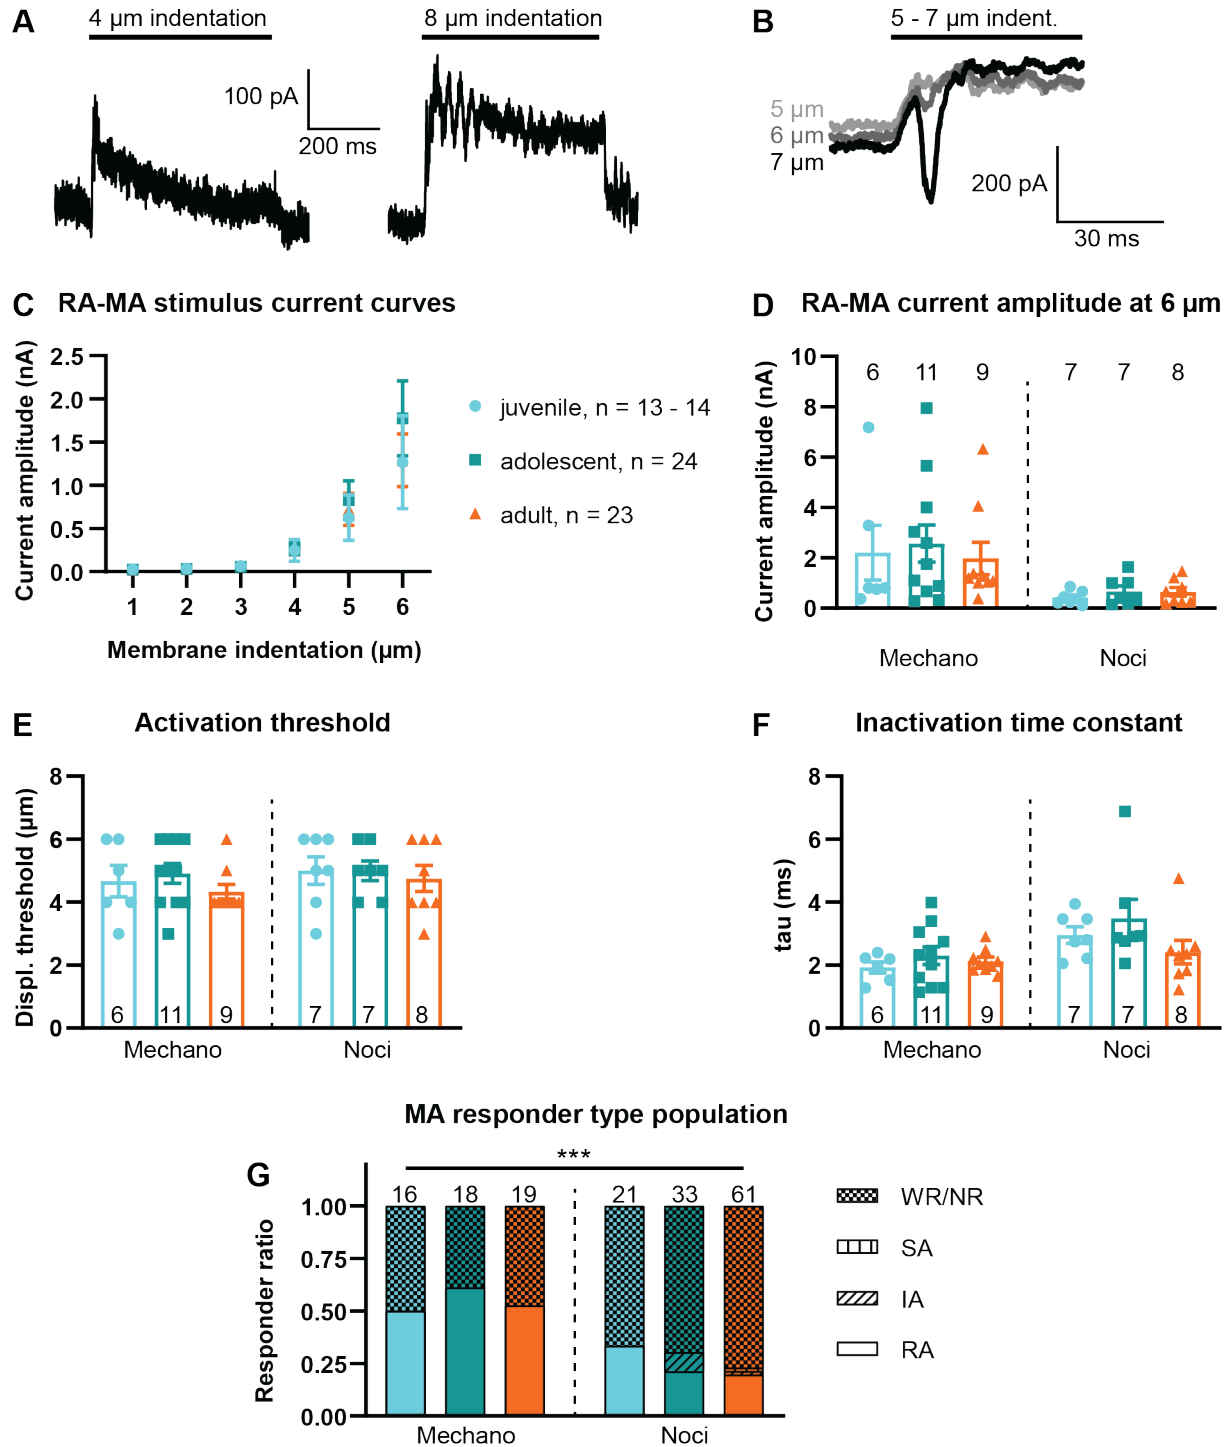 A
4 µm indentation
8 µm indentation
100 pA
200 ms
B
5 - 7 µm indent.
5 µm
6 µm
7 µm
200 pA
30 ms
C RA-MA stimulus current curves
Current amplitude (nA)
2.5
2.0
1.5
1.0
0.5
0.0
1 2 3 4 5 6
Membrane indentation (µm)
juvenile, n = 13 - 14
adolescent, n = 24
adult, n = 23
D RA-MA current amplitude at 6 µm
Current amplitude (nA)
10
8
6
4
2
0
6 11 9 7 7 8
Mechano Noci
E Activation threshold
Displ. threshold (µm)
8
6
4
2
0
6 11 9 7 7 8
Mechano Noci
F Inactivation time constant
tau (ms)
8
6
4
2
0
6 11 9 7 7 8
Mechano Noci
MA responder type population
G
***
16 18 19 21 33 61
Responder ratio
1.00
0.75
0.50
0.25
0.00
Mechano Noci
WR/NR
SA
IA
RA